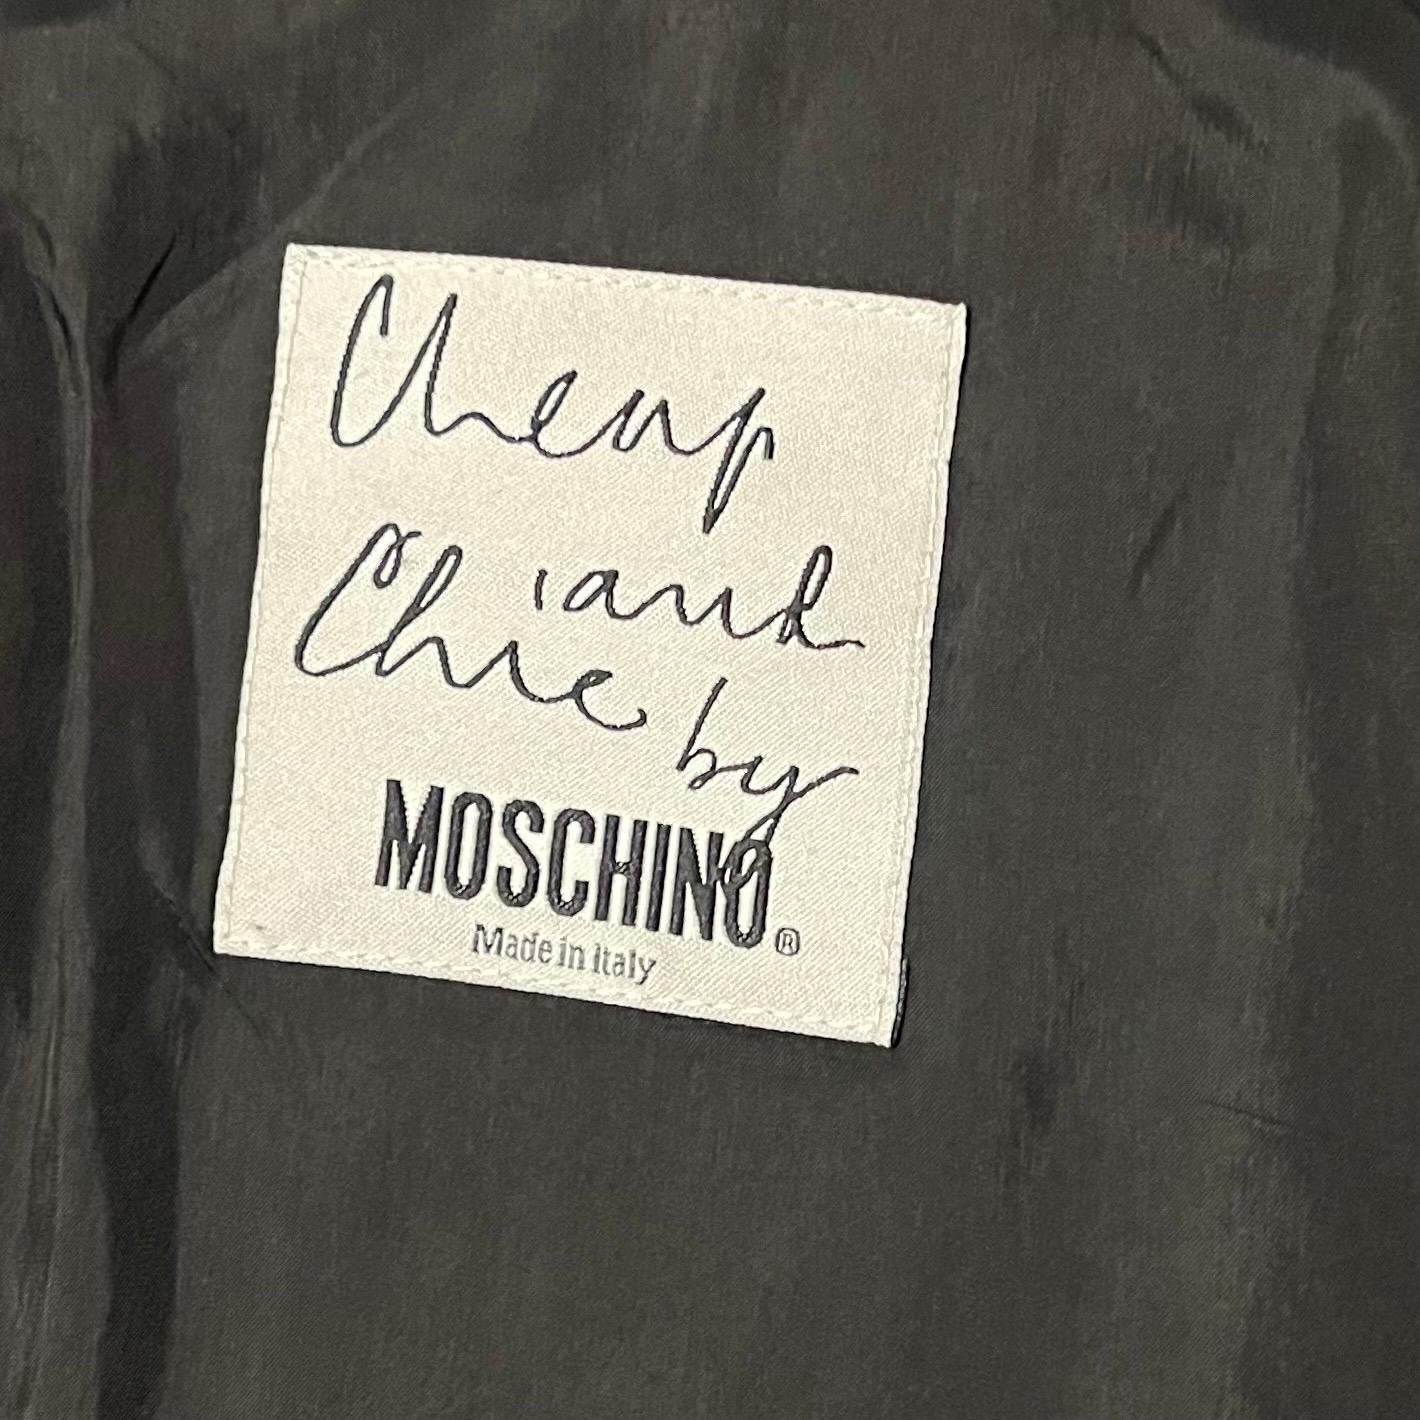 Cheap
and
Chic by
MOSCHINO®
Made in Italy